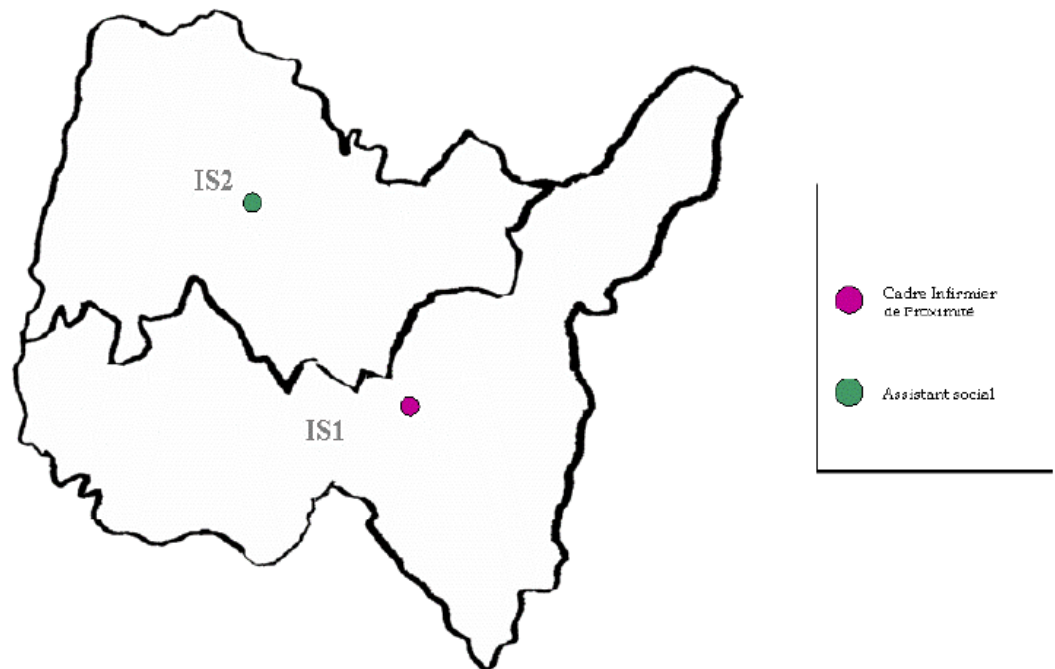 IS2
IS1
Cadre Infirmier
de Proximité
Assistant social